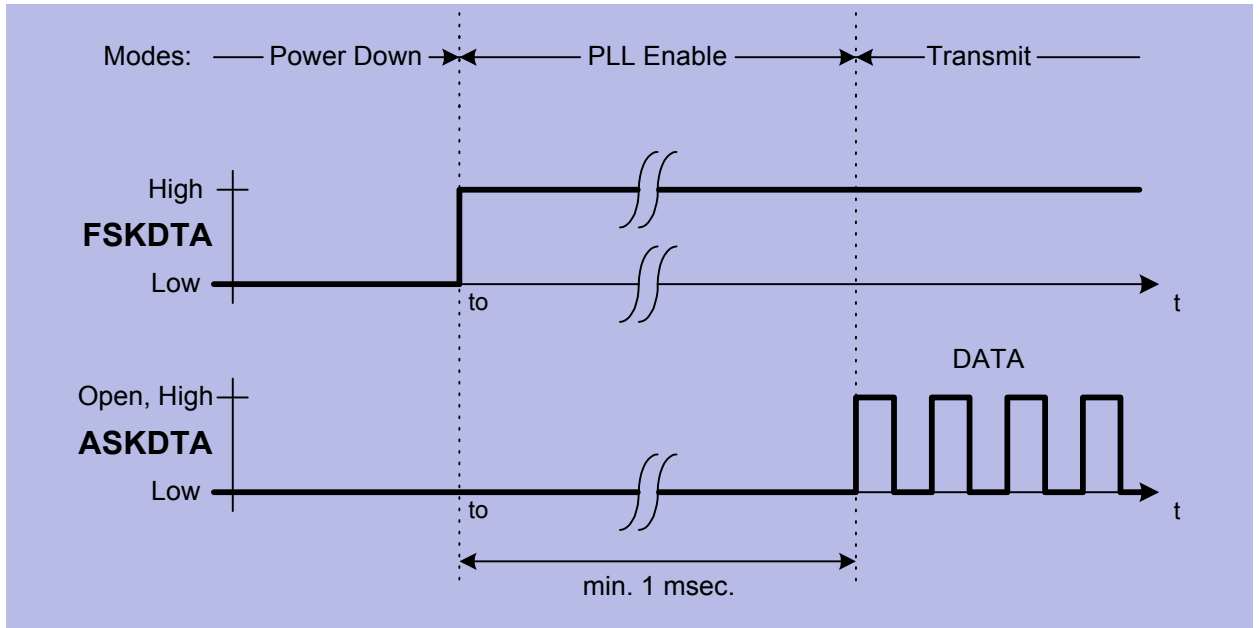 Modes: Power Down PLL Enable Transmit
High
FSKDTA
Low
to
t
DATA
Open, High
ASKDTA
Low
to
t
min. 1 msec.